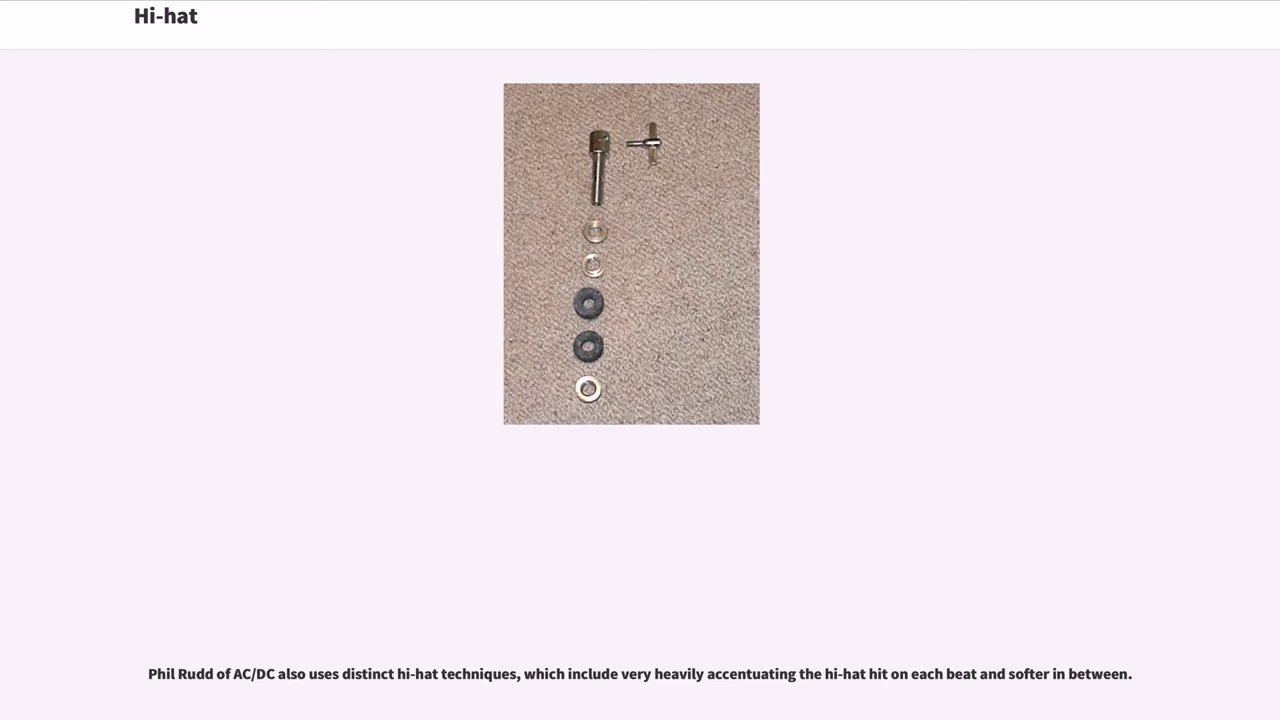 Hi-hat
Phil Rudd of AC/DC also uses distinct hi-hat techniques, which include very heavily accentuating the hi-hat hit on each beat and softer in between.